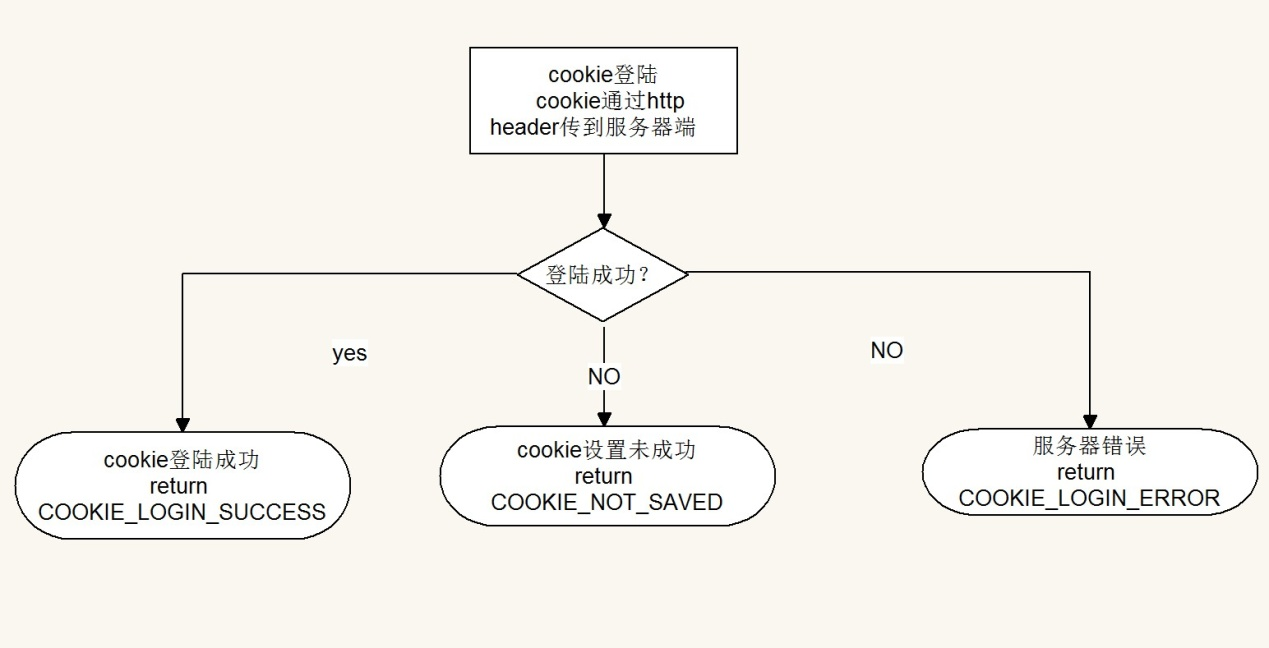 cookie登陆
cookie通过http
header传到服务器端
登陆成功？
yes
NO
NO
cookie登陆成功
return
COOKIE_LOGIN_SUCCESS
cookie设置未成功
return
COOKIE_NOT_SAVED
服务器错误
return
COOKIE_LOGIN_ERROR